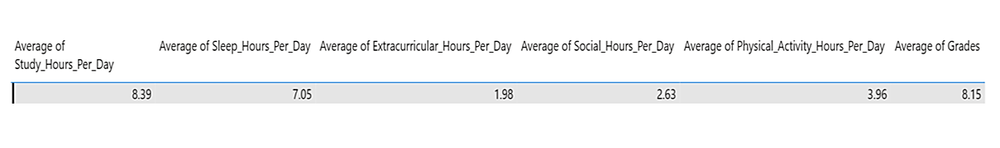 Average of Study_Hours_Per_Day Average of Sleep_Hours_Per_Day Average of Extracurricular_Hours_Per_Day Average of Social_Hours_Per_Day Average of Physical_Activity_Hours_Per_Day Average of Grades
8.39 7.05 1.98 2.63 3.96 8.15